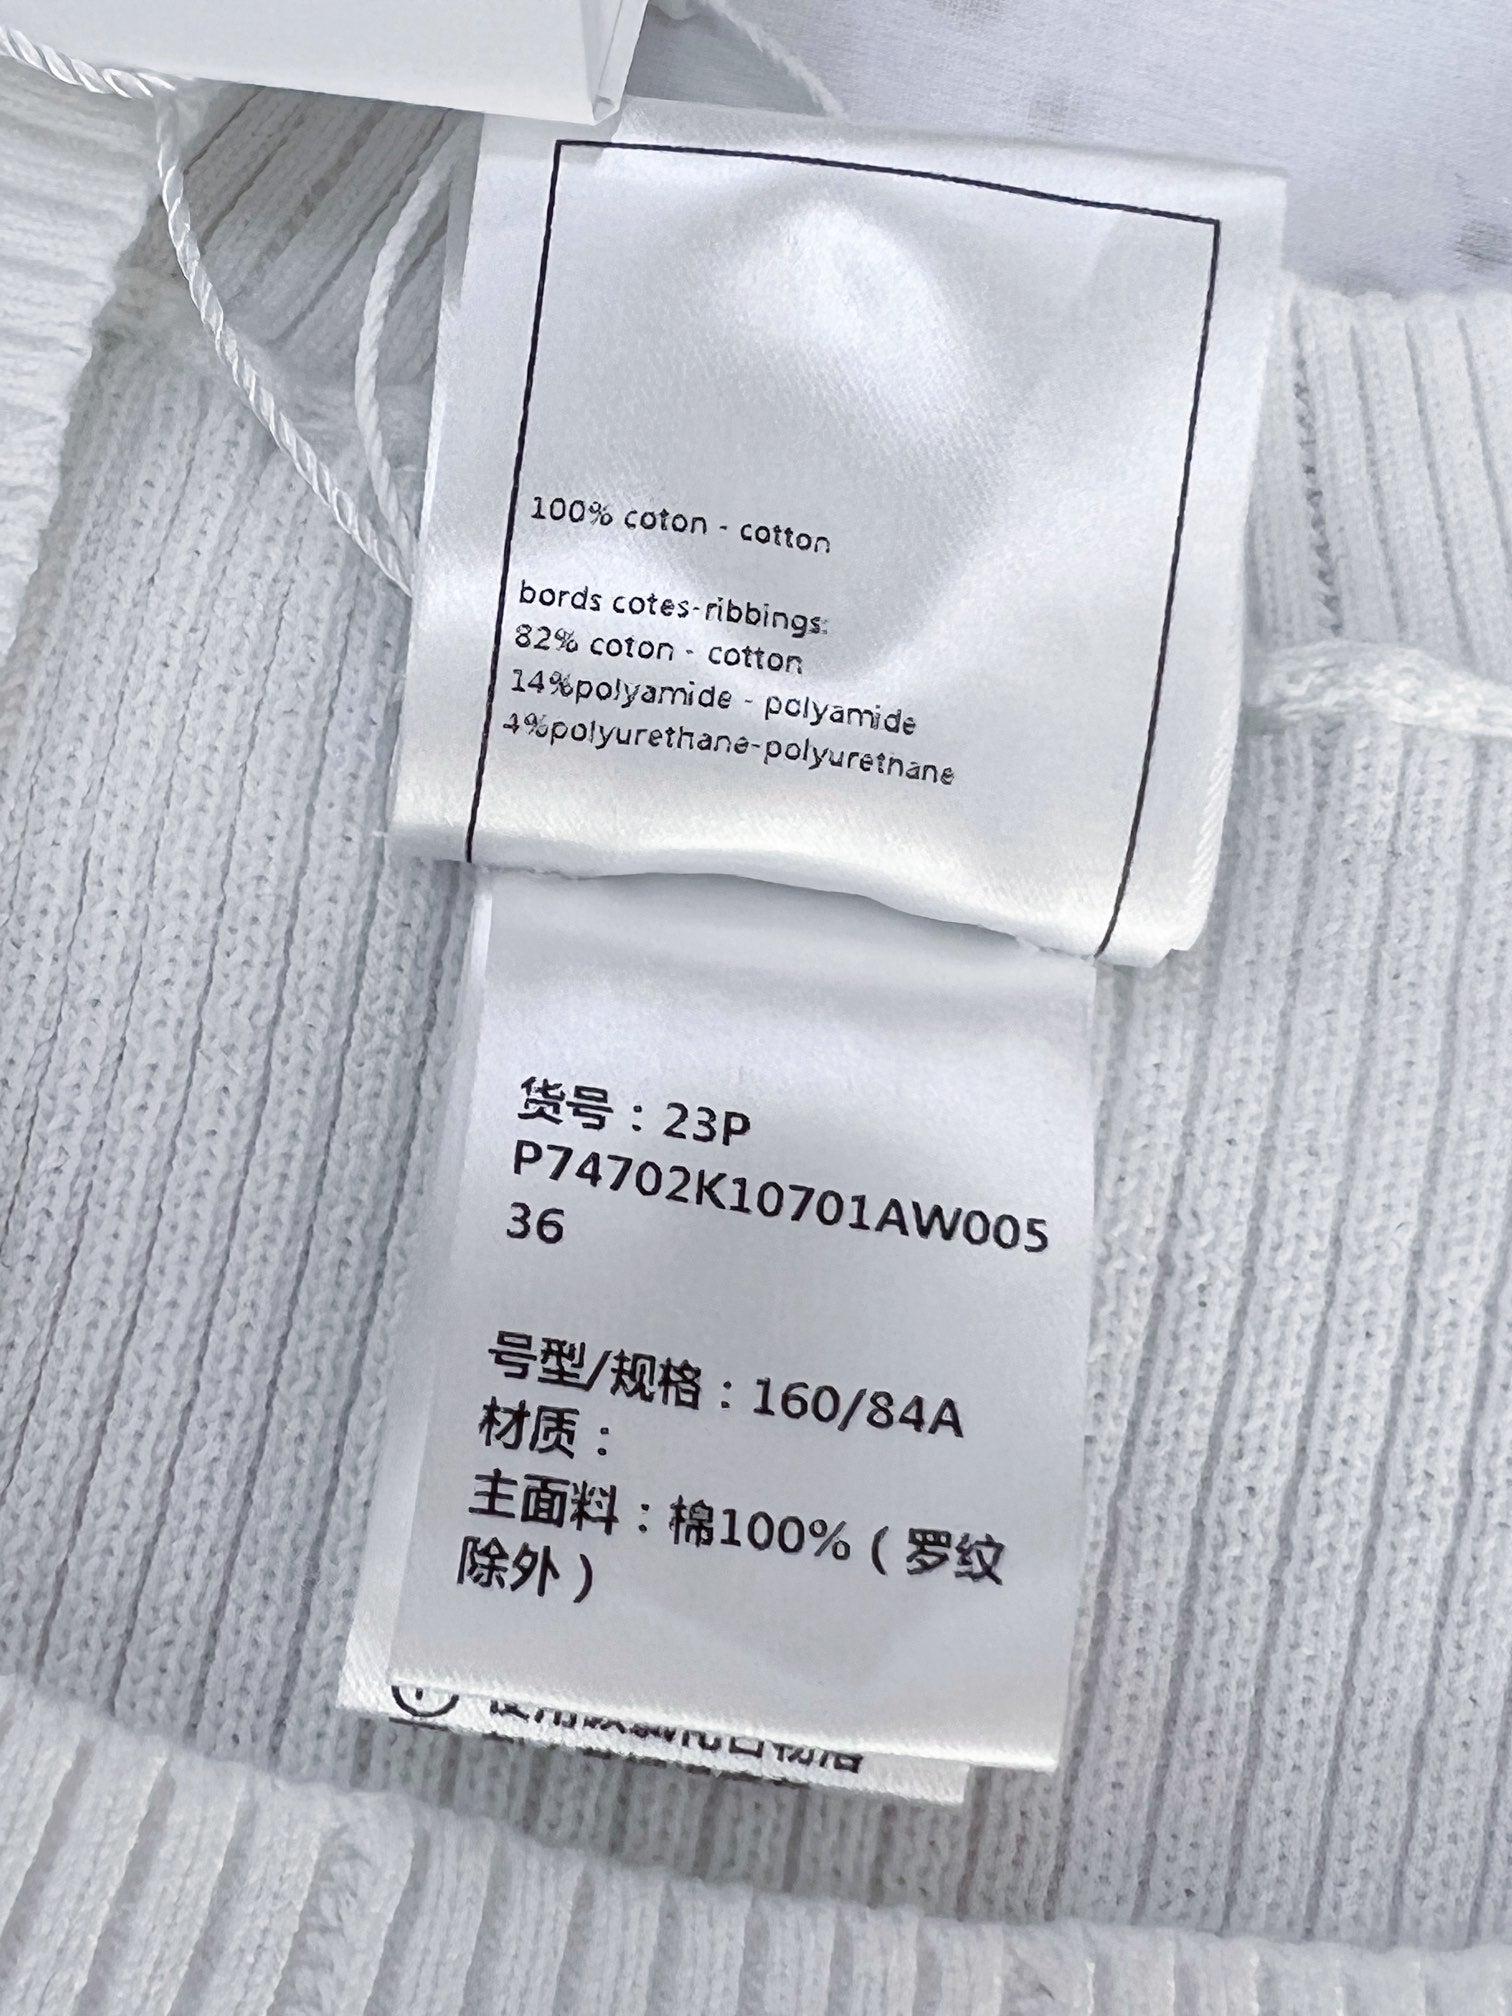 100% coton - cotton
bords cotes-ribbings:
82% coton - cotton
14%polyamide - polyamide
4%polyurethane-polyurethane
货号：23P
P74702K10701AW005
36
号型/规格：160/84A
材质：
主面料：棉100%（罗纹
除外）